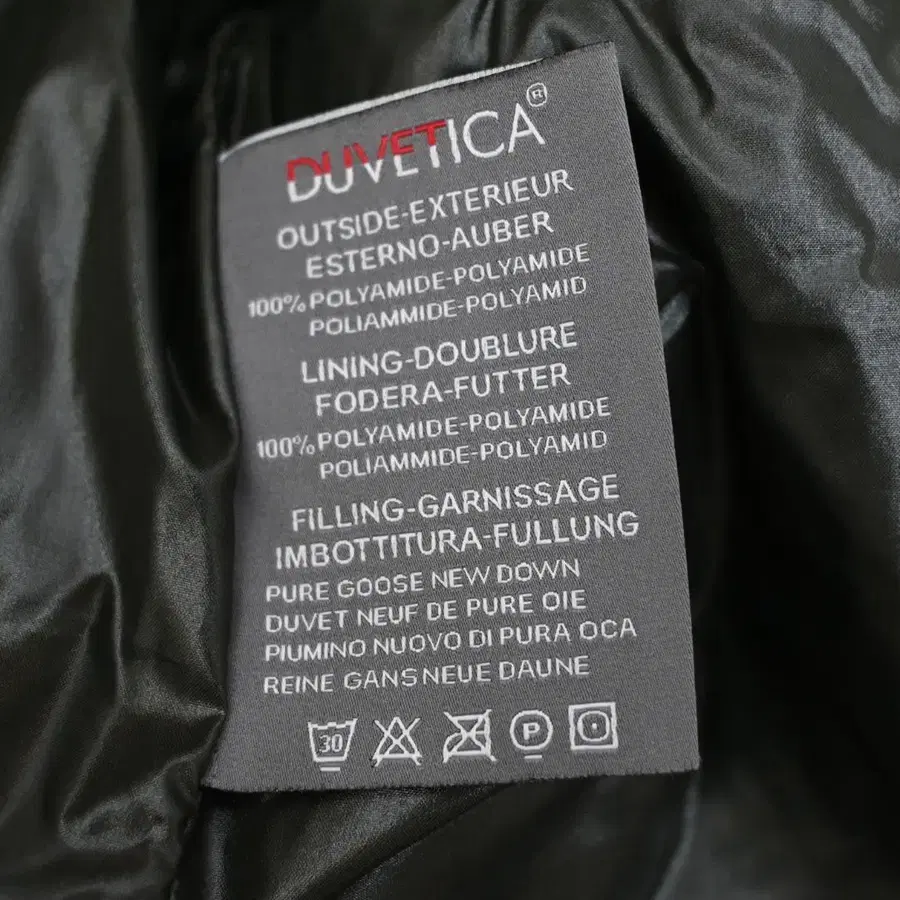 DUVETICA®
OUTSIDE-EXTERIEUR
ESTERNO-AUBER
100% POLYAMIDE-POLYAMIDE
POLIAMMIDE-POLYAMID
LINING-DOUBLURE
FODERA-FUTTER
100% POLYAMIDE-POLYAMIDE
POLIAMMIDE-POLYAMID
FILLING-GARNISSAGE
IMBOTTITURA-FULLUNG
PURE GOOSE NEW DOWN
DUVET NEUF DE PURE OIE
PIUMINO NUOVO DI PURA OCA
REINE GANS NEUE DAUNE
30 P